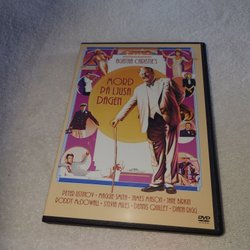 AGATHA CHRISTIE'S
MORD
PÅ LJUSA
DAGEN
PETER USTINOV • MAGGIE SMITH • JAMES MASON • JANE BIRKIN
RODDY McDOWALL • SYLVIA MILES • DENNIS QUILLEY • DIANA RIGG
DVD